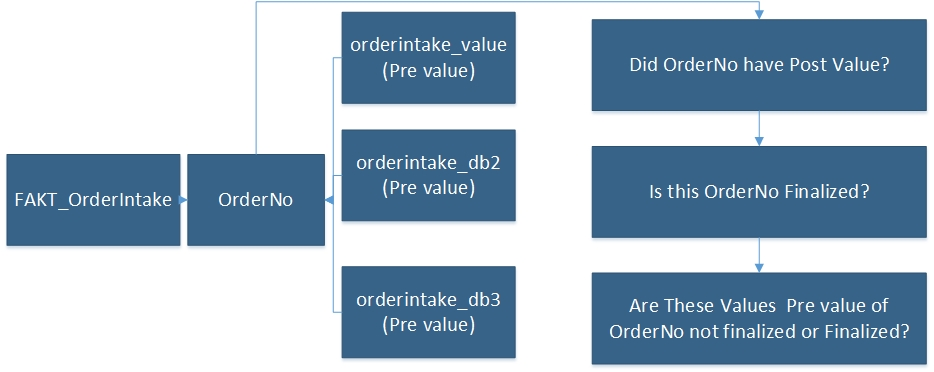 FAKT_OrderIntake
OrderNo
orderintake_value
(Pre value)
orderintake_db2
(Pre value)
orderintake_db3
(Pre value)
Did OrderNo have Post Value?
Is this OrderNo Finalized?
Are These Values  Pre value of
OrderNo not finalized or Finalized?